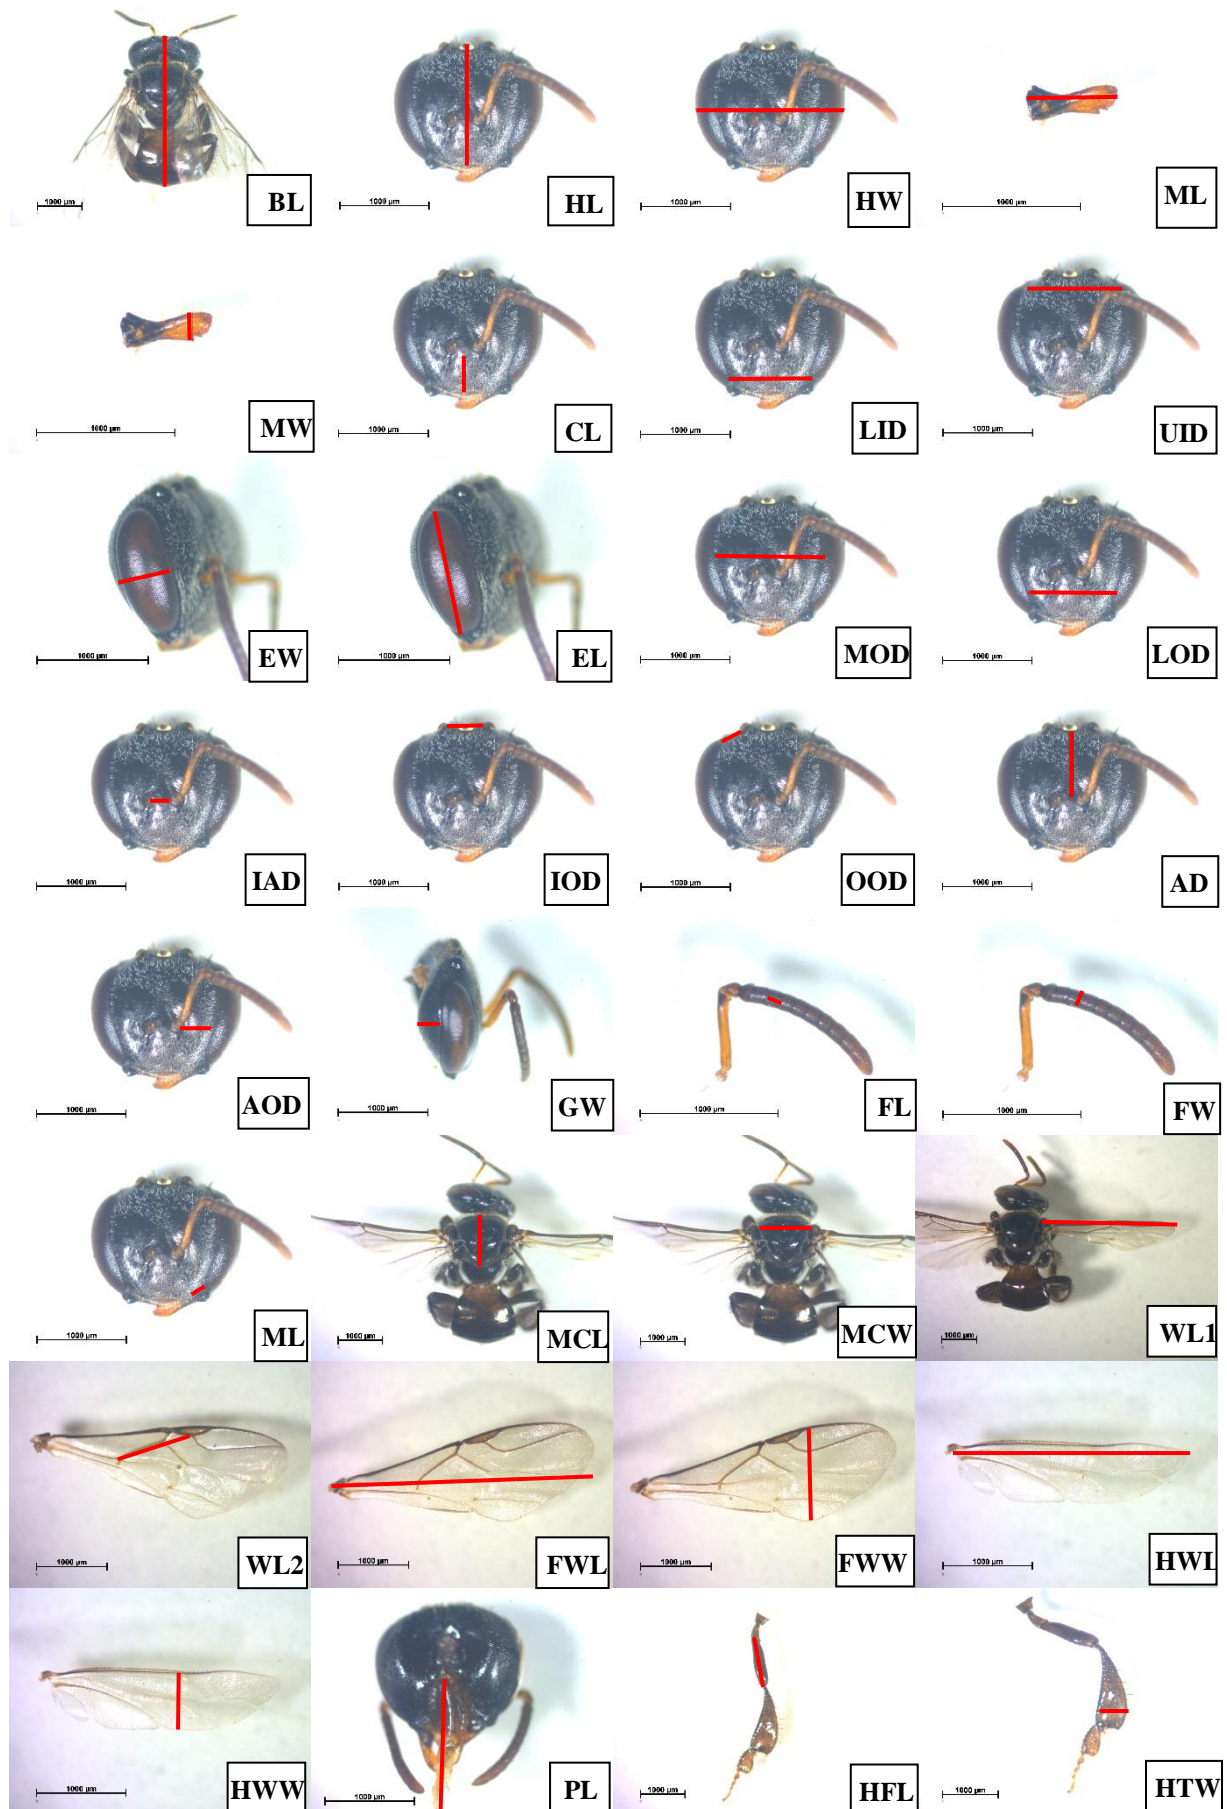 1000 µm BL 1000 µm HL 1000 µm HW 1000 µm ML
1000 µm MW 1000 µm CL 1000 µm LID 1000 µm UID
1000 µm EW 1000 µm EL 1000 µm MOD 1000 µm LOD
1000 µm IAD 1000 µm IOD 1000 µm OOD 1000 µm AD
1000 µm AOD 1000 µm GW 1000 µm FL 1000 µm FW
1000 µm ML 1000 µm MCL 1000 µm MCW 1000 µm WL1
1000 µm WL2 1000 µm FWL 1000 µm FWW 1000 µm HWL
1000 µm HWW 1000 µm PL 1000 µm HFL 1000 µm HTW